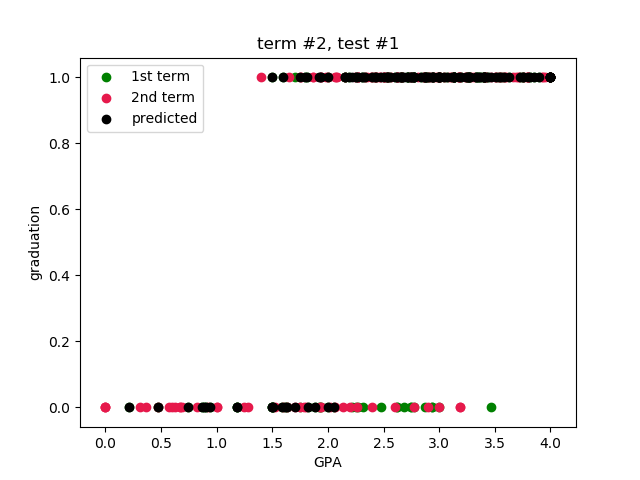 term #2, test #1
1st term
2nd term
predicted
1.0
0.8
0.6
0.4
0.2
0.0
graduation
0.0 0.5 1.0 1.5 2.0 2.5 3.0 3.5 4.0
GPA